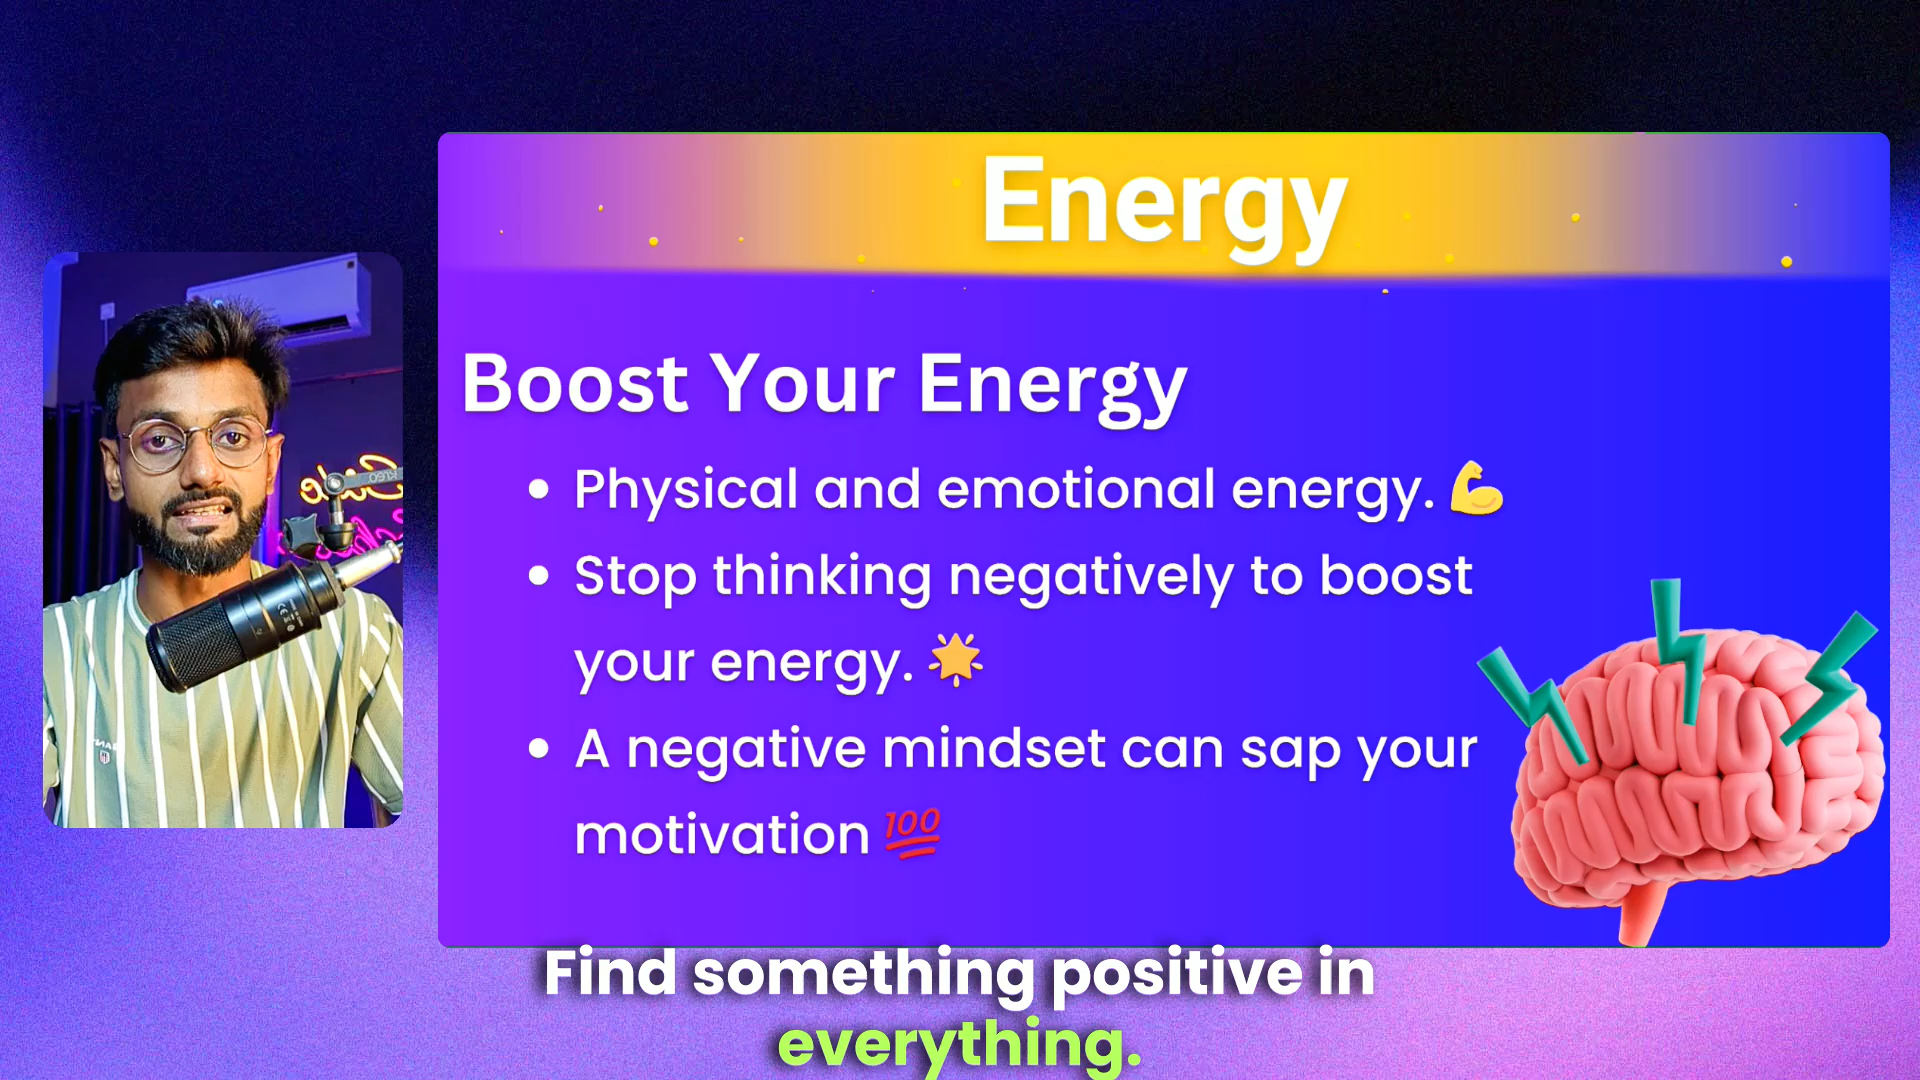 Energy
Boost Your Energy
• Physical and emotional energy. 💪
• Stop thinking negatively to boost
your energy. 🌟
• A negative mindset can sap your
motivation 💯
Find something positive in
everything.